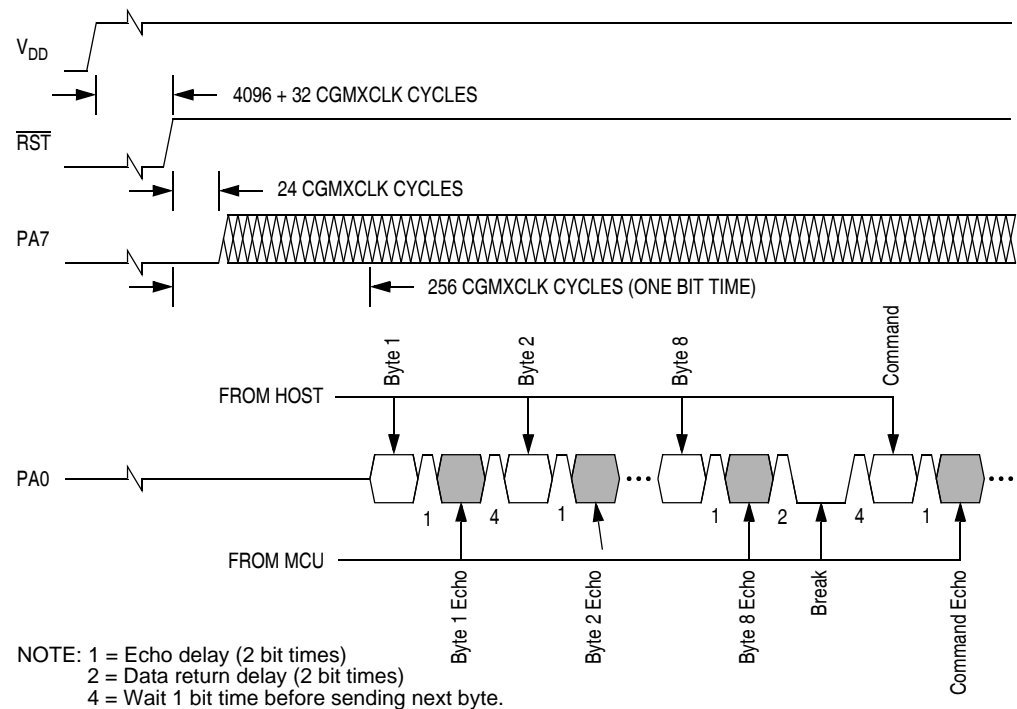 VDD
4096 + 32 CGMXCLK CYCLES
RST
24 CGMXCLK CYCLES
PA7
256 CGMXCLK CYCLES (ONE BIT TIME)
Byte 1
Byte 2
Byte 8
Command
FROM HOST
PA0
1
4
1
1
2
4
1
FROM MCU
Byte 1 Echo
Byte 2 Echo
Byte 8 Echo
Break
Command Echo
NOTE: 1 = Echo delay (2 bit times)
2 = Data return delay (2 bit times)
4 = Wait 1 bit time before sending next byte.